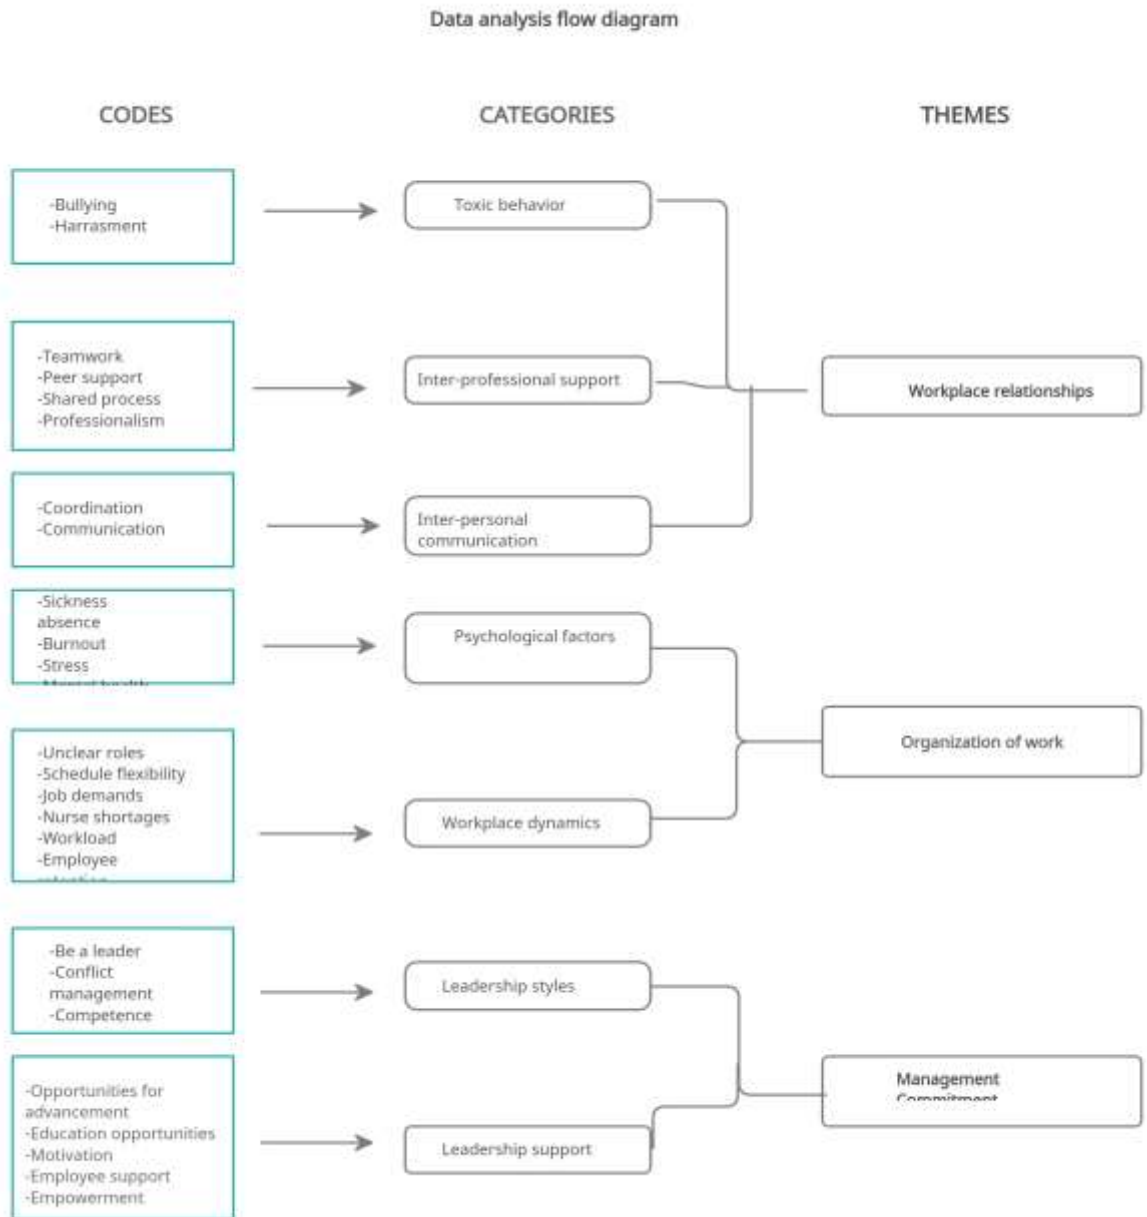 Data analysis flow diagram
CODES
CATEGORIES
THEMES
-Bullying
-Harrasment
Toxic behavior
-Teamwork
-Peer support
-Shared process
-Professionalism
Inter-professional support
Workplace relationships
-Coordination
-Communication
Inter-personal
communication
-Sickness
absence
-Burnout
-Stress
Psychological factors
-Unclear roles
-Schedule flexibility
-Job demands
-Nurse shortages
-Workload
-Employee
Workplace dynamics
Organization of work
-Be a leader
-Conflict
management
-Competence
Leadership styles
-Opportunities for
advancement
-Education opportunities
-Motivation
-Employee support
-Empowerment
Leadership support
Management
Commitment